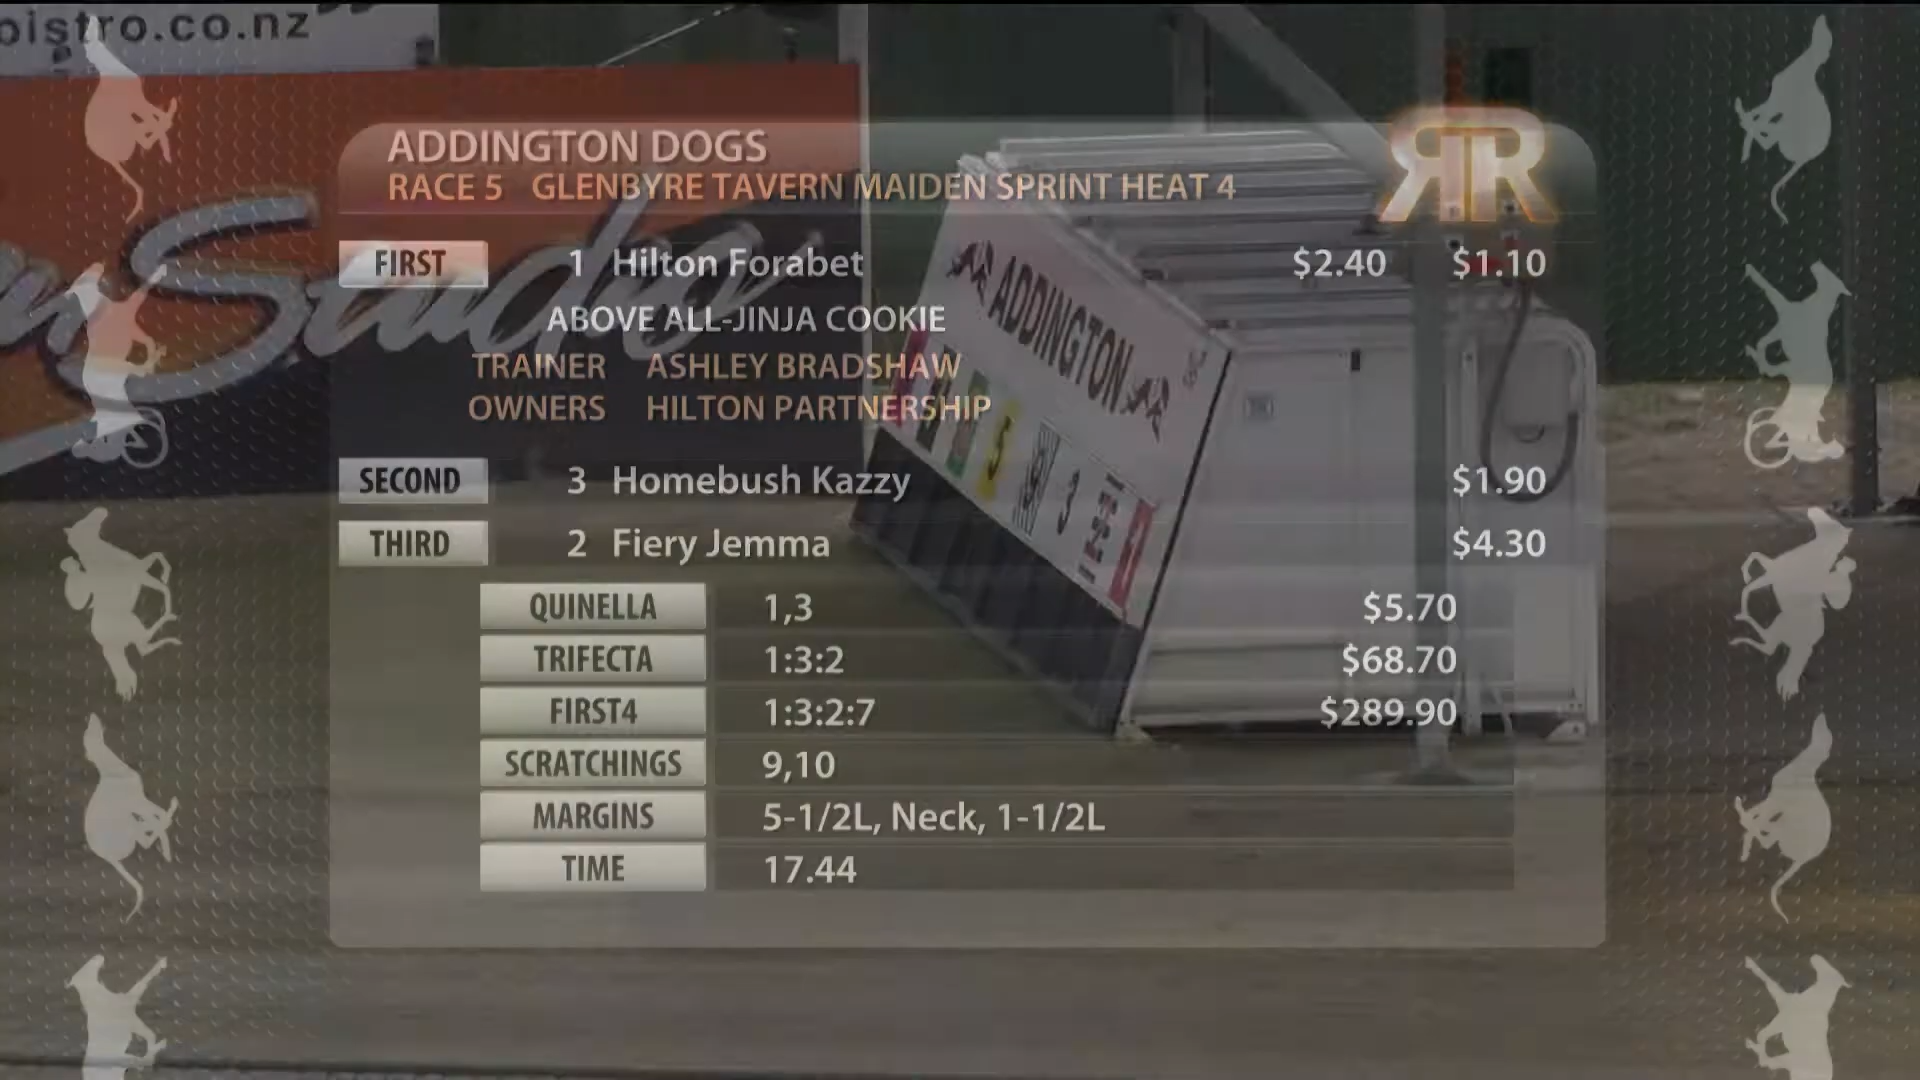 bistro.co.nz
ADDINGTON DOGS
RACE 5 GLENBYRE TAVERN MAIDEN SPRINT HEAT 4
RR
FIRST 1 Hilton Forabet $2.40 $1.10
ABOVE ALL-JINJA COOKIE
TRAINER ASHLEY BRADSHAW
OWNERS HILTON PARTNERSHIP
SECOND 3 Homebush Kazzy $1.90
THIRD 2 Fiery Jemma $4.30
QUINELLA 1,3 $5.70
TRIFECTA 1:3:2 $68.70
FIRST4 1:3:2:7 $289.90
SCRATCHINGS 9,10
MARGINS 5-1/2L, Neck, 1-1/2L
TIME 17.44
Studio
ADDINGTON
5 3